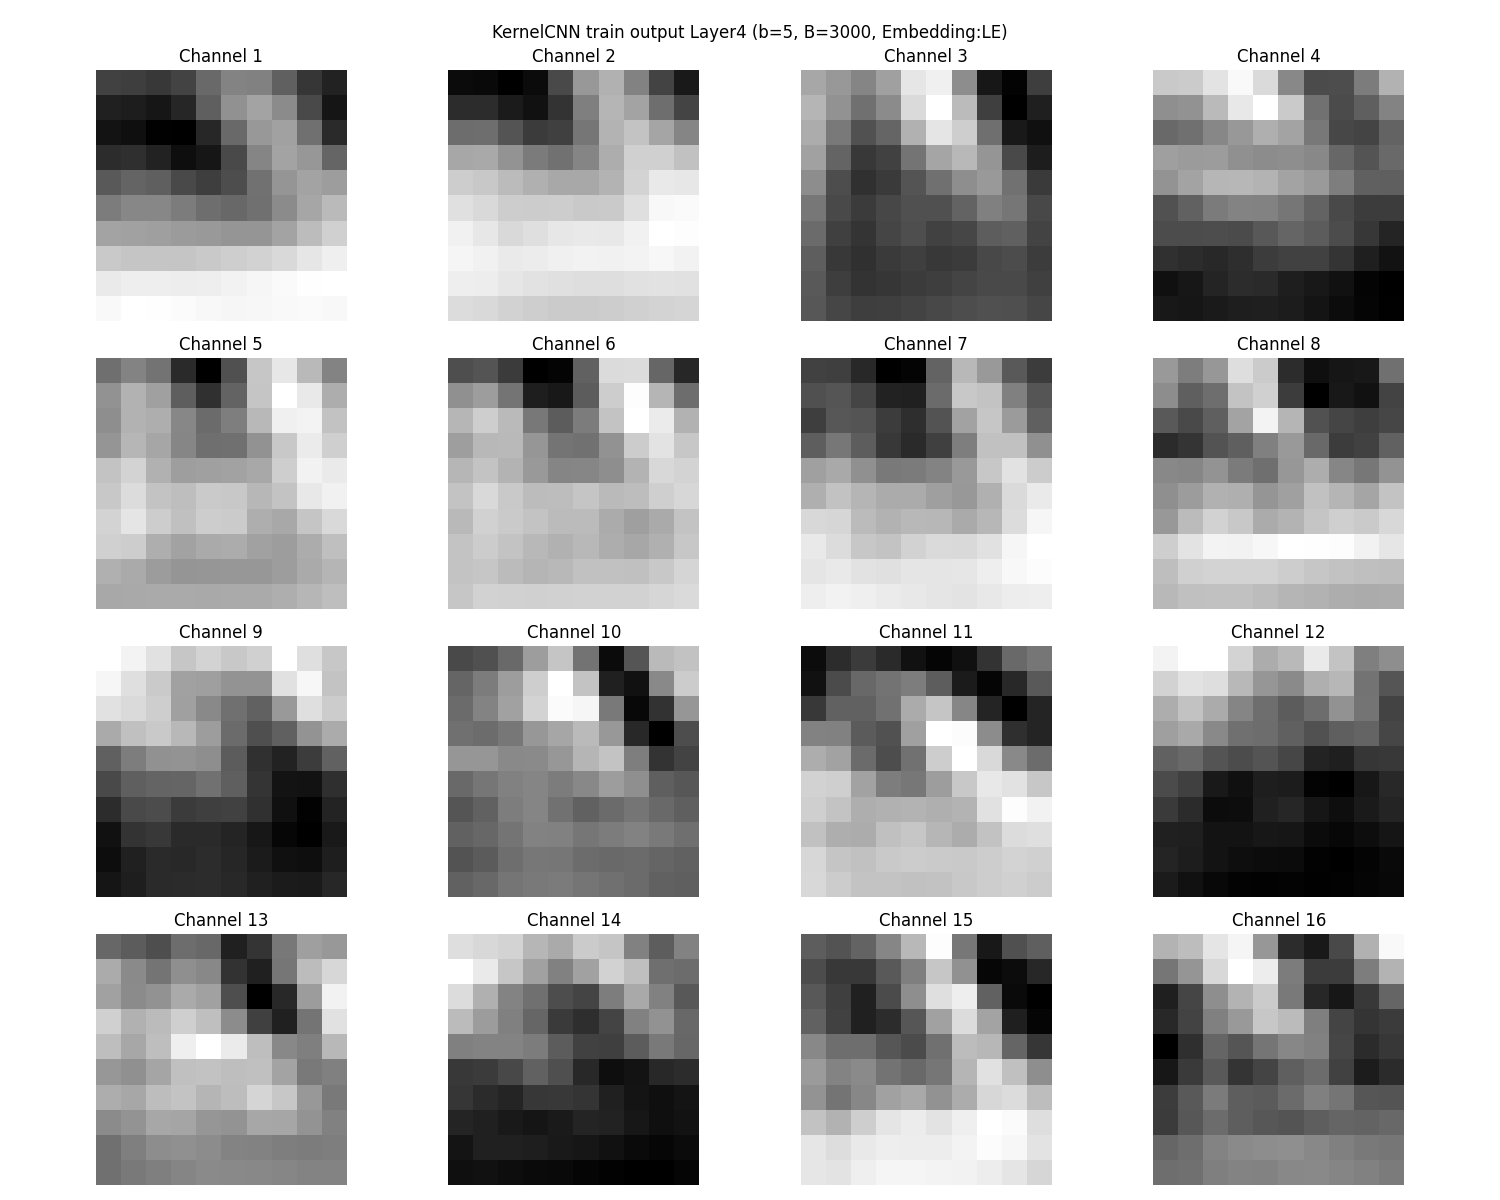 KernelCNN train output Layer4 (b=5, B=3000, Embedding:LE)
Channel 1
Channel 2
Channel 3
Channel 4
Channel 5
Channel 6
Channel 7
Channel 8
Channel 9
Channel 10
Channel 11
Channel 12
Channel 13
Channel 14
Channel 15
Channel 16